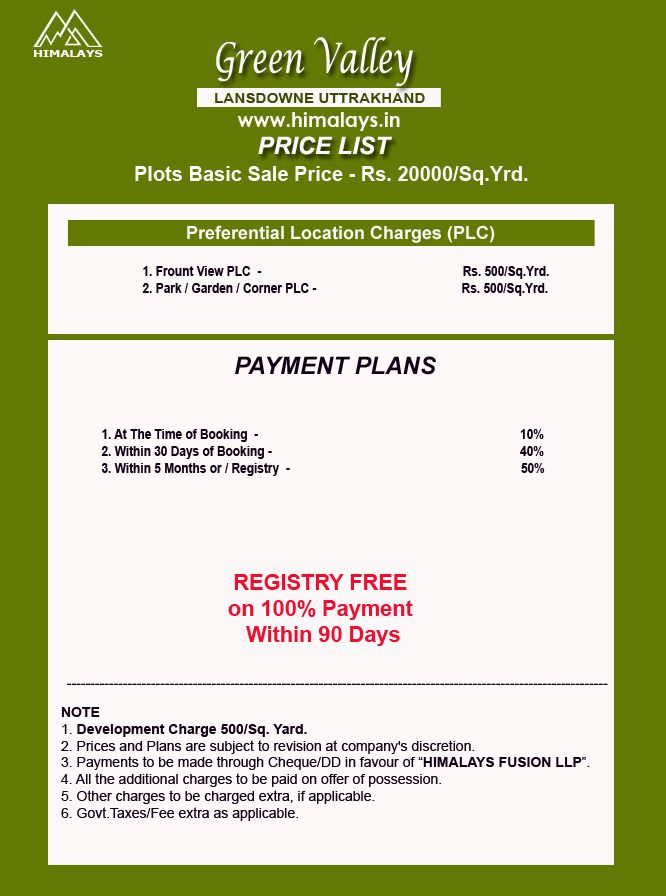 HIMALAYS
Green Valley
LANSDOWNE UTTRAKHAND
www.himalays.in
PRICE LIST
Plots Basic Sale Price - Rs. 20000/Sq.Yrd.
Preferential Location Charges (PLC)
1. Frount View PLC - Rs. 500/Sq.Yrd.
2. Park / Garden / Corner PLC - Rs. 500/Sq.Yrd.
PAYMENT PLANS
1. At The Time of Booking - 10%
2. Within 30 Days of Booking - 40%
3. Within 5 Months or / Registry - 50%
REGISTRY FREE
on 100% Payment
Within 90 Days
NOTE
1. Development Charge 500/Sq. Yard.
2. Prices and Plans are subject to revision at company's discretion.
3. Payments to be made through Cheque/DD in favour of “HIMALAYS FUSION LLP”.
4. All the additional charges to be paid on offer of possession.
5. Other charges to be charged extra, if applicable.
6. Govt.Taxes/Fee extra as applicable.